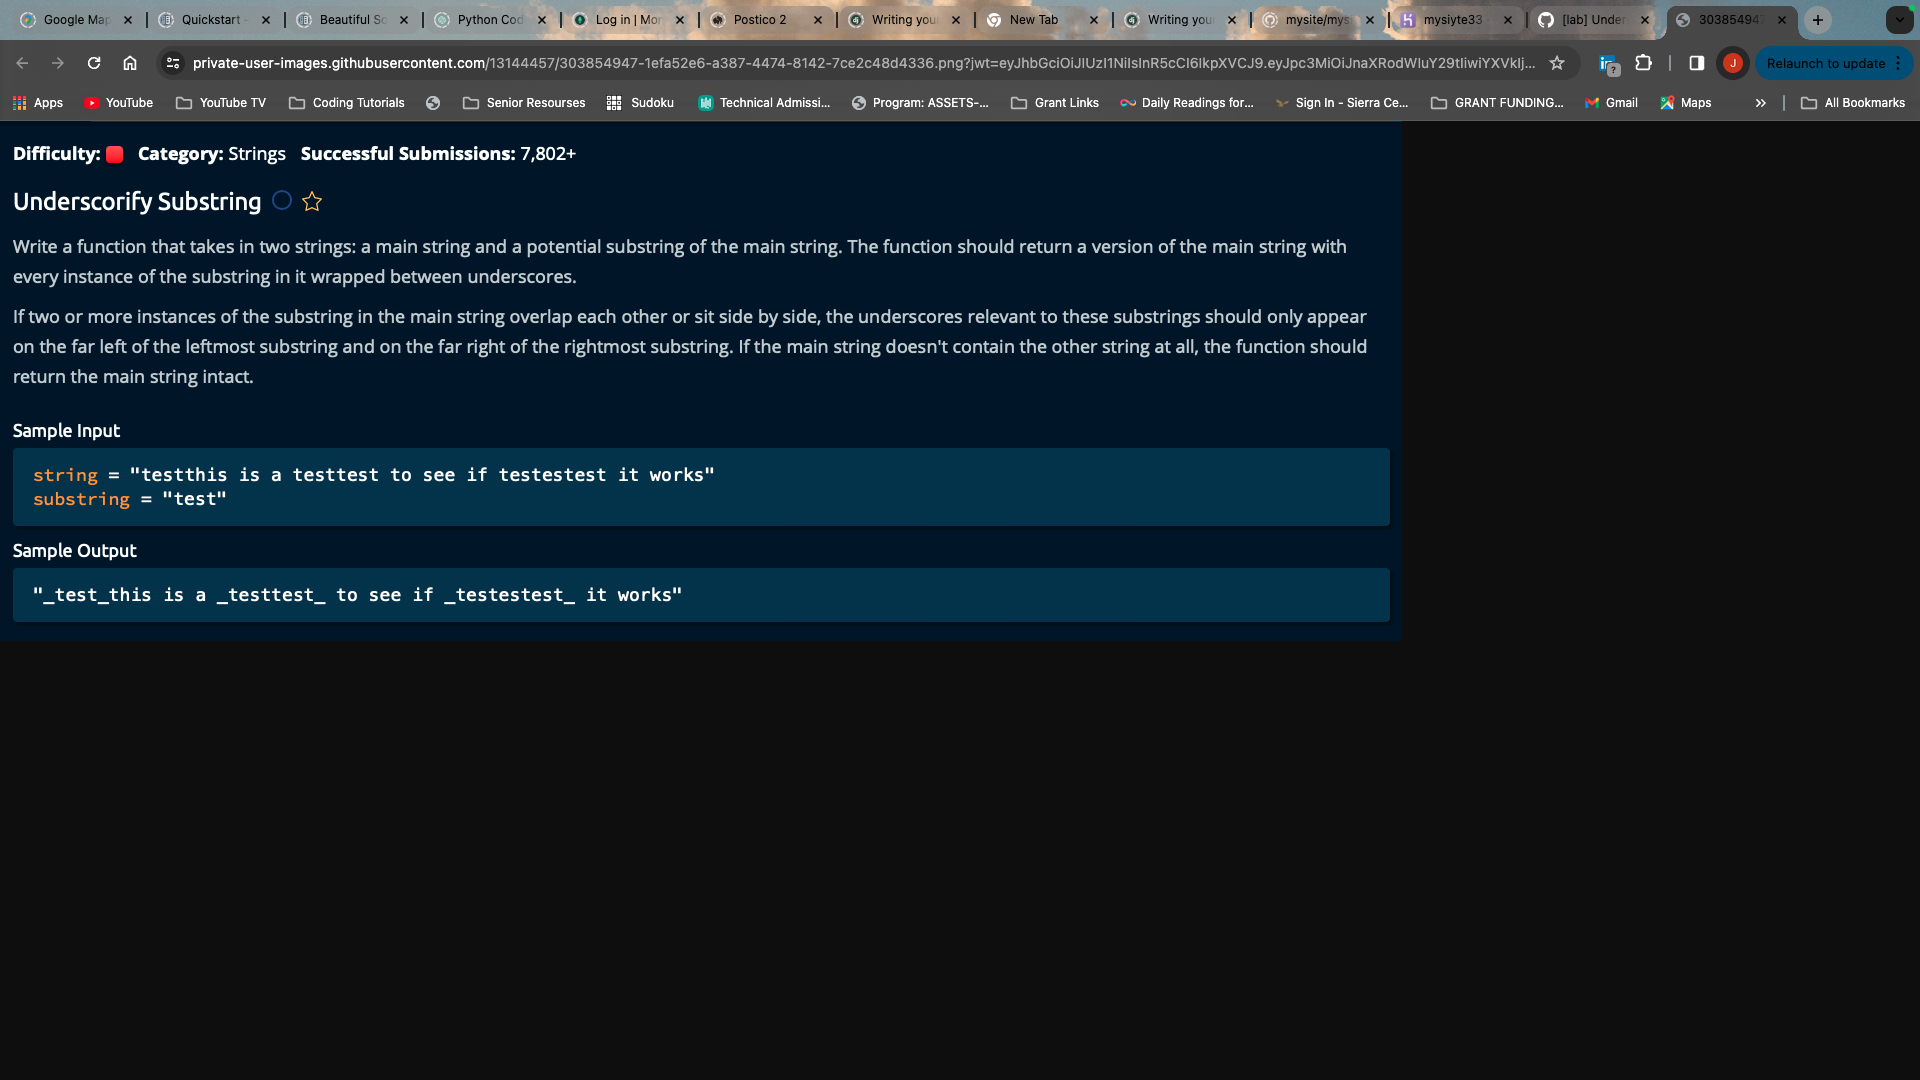 Google Map
Quickstart -
Beautiful So
Python Cod
Log in | Mon
Postico 2
Writing your
New Tab
Writing your
mysite/mys
mysiyte33
[lab] Under
303854947
private-user-images.githubusercontent.com/13144457/303854947-1efa52e6-a387-4474-8142-7ce2c48d4336.png?jwt=eyJhbGciOiJIUzI1NiIsInR5cCI6IkpXVCJ9.eyJpc3MiOiJnaXRodWIuY29tIiwiYXVkIj...
J
Relaunch to update
Apps
YouTube
YouTube TV
Coding Tutorials
Senior Resourses
Sudoku
Technical Admissi...
Program: ASSETS-...
Grant Links
Daily Readings for...
Sign In - Sierra Ce...
GRANT FUNDING...
Gmail
Maps
»
All Bookmarks
Difficulty: Category: Strings Successful Submissions: 7,802+
Underscorify Substring
Write a function that takes in two strings: a main string and a potential substring of the main string. The function should return a version of the main string with
every instance of the substring in it wrapped between underscores.
If two or more instances of the substring in the main string overlap each other or sit side by side, the underscores relevant to these substrings should only appear
on the far left of the leftmost substring and on the far right of the rightmost substring. If the main string doesn't contain the other string at all, the function should
return the main string intact.
Sample Input
string = "testthis is a testtest to see if testestest it works"
substring = "test"
Sample Output
"_test_this is a _testtest_ to see if _testestest_ it works"